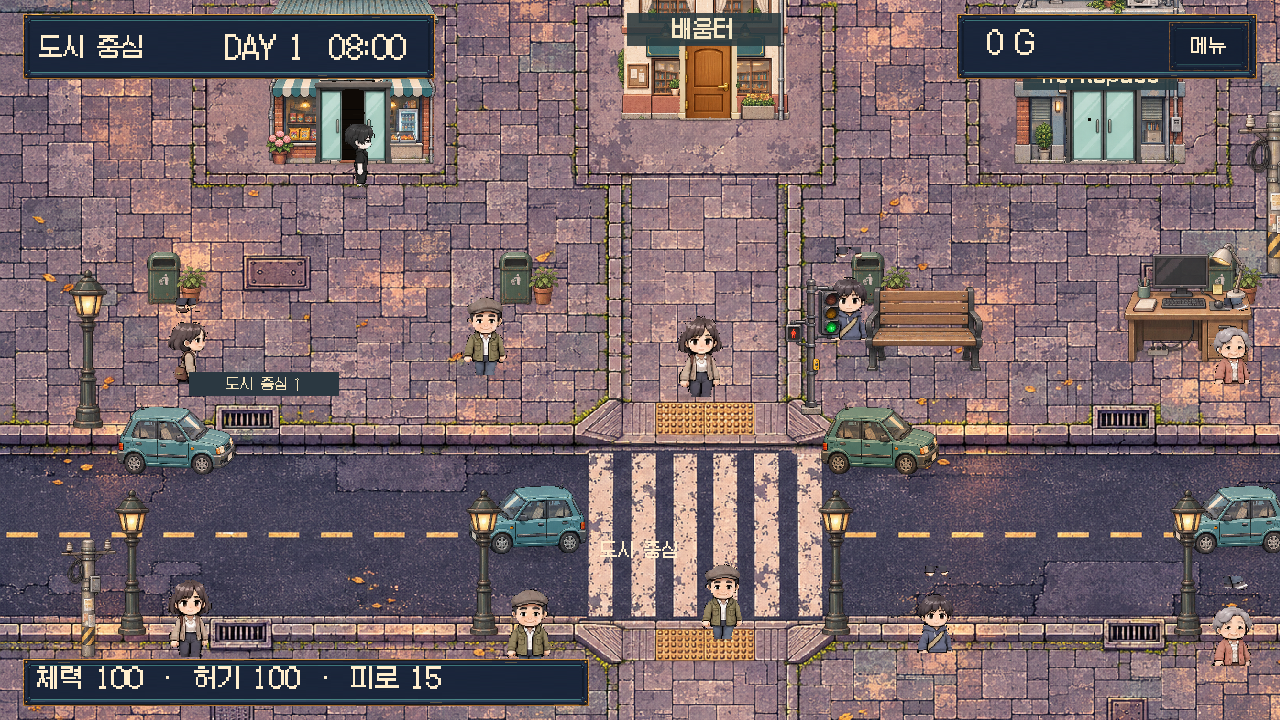 도시 중심 DAY 1 08:00
배움터
0 G
메뉴
workspace
도시 중심 1
도시 중심
체력 100 · 허기 100 · 피로 15